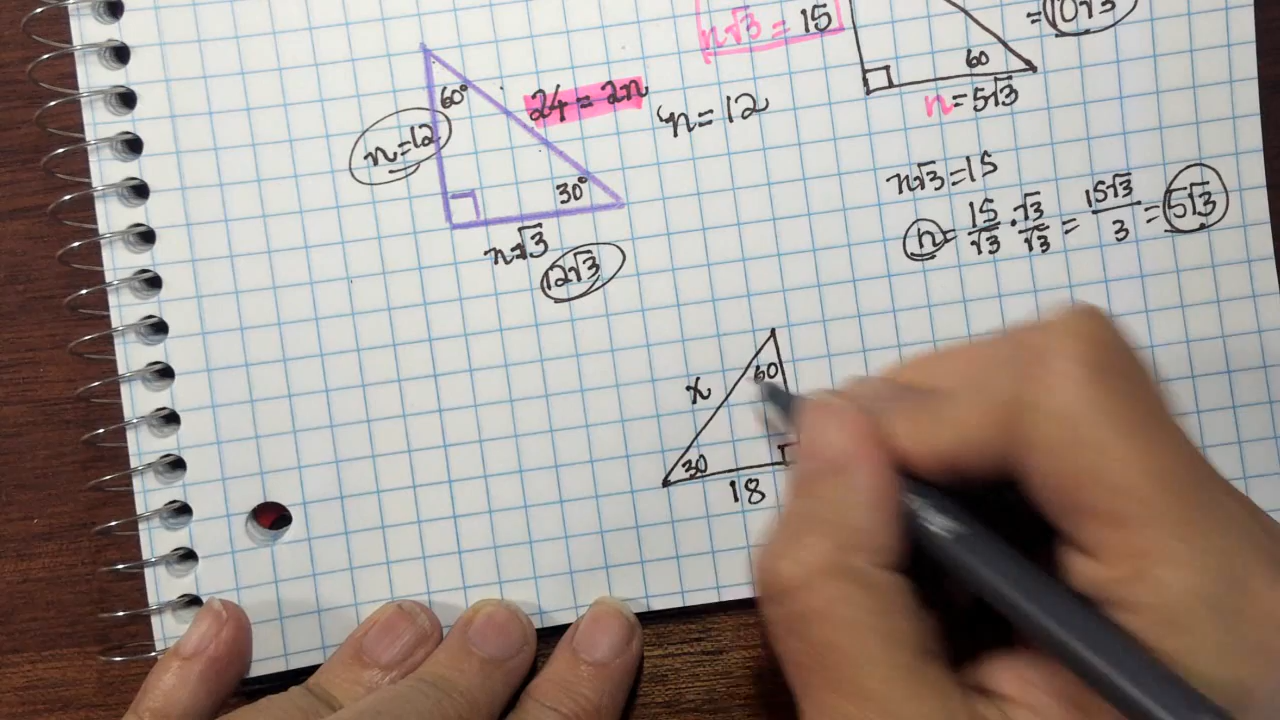 n√3 = 15
= 10√3
60
n = 5√3
60°
24 = 2n
n = 12
n = 12
30°
n√3
12√3
n√3 = 15
n = 15/√3 · √3/√3 = 15√3/3 = 5√3
60
x
30
18